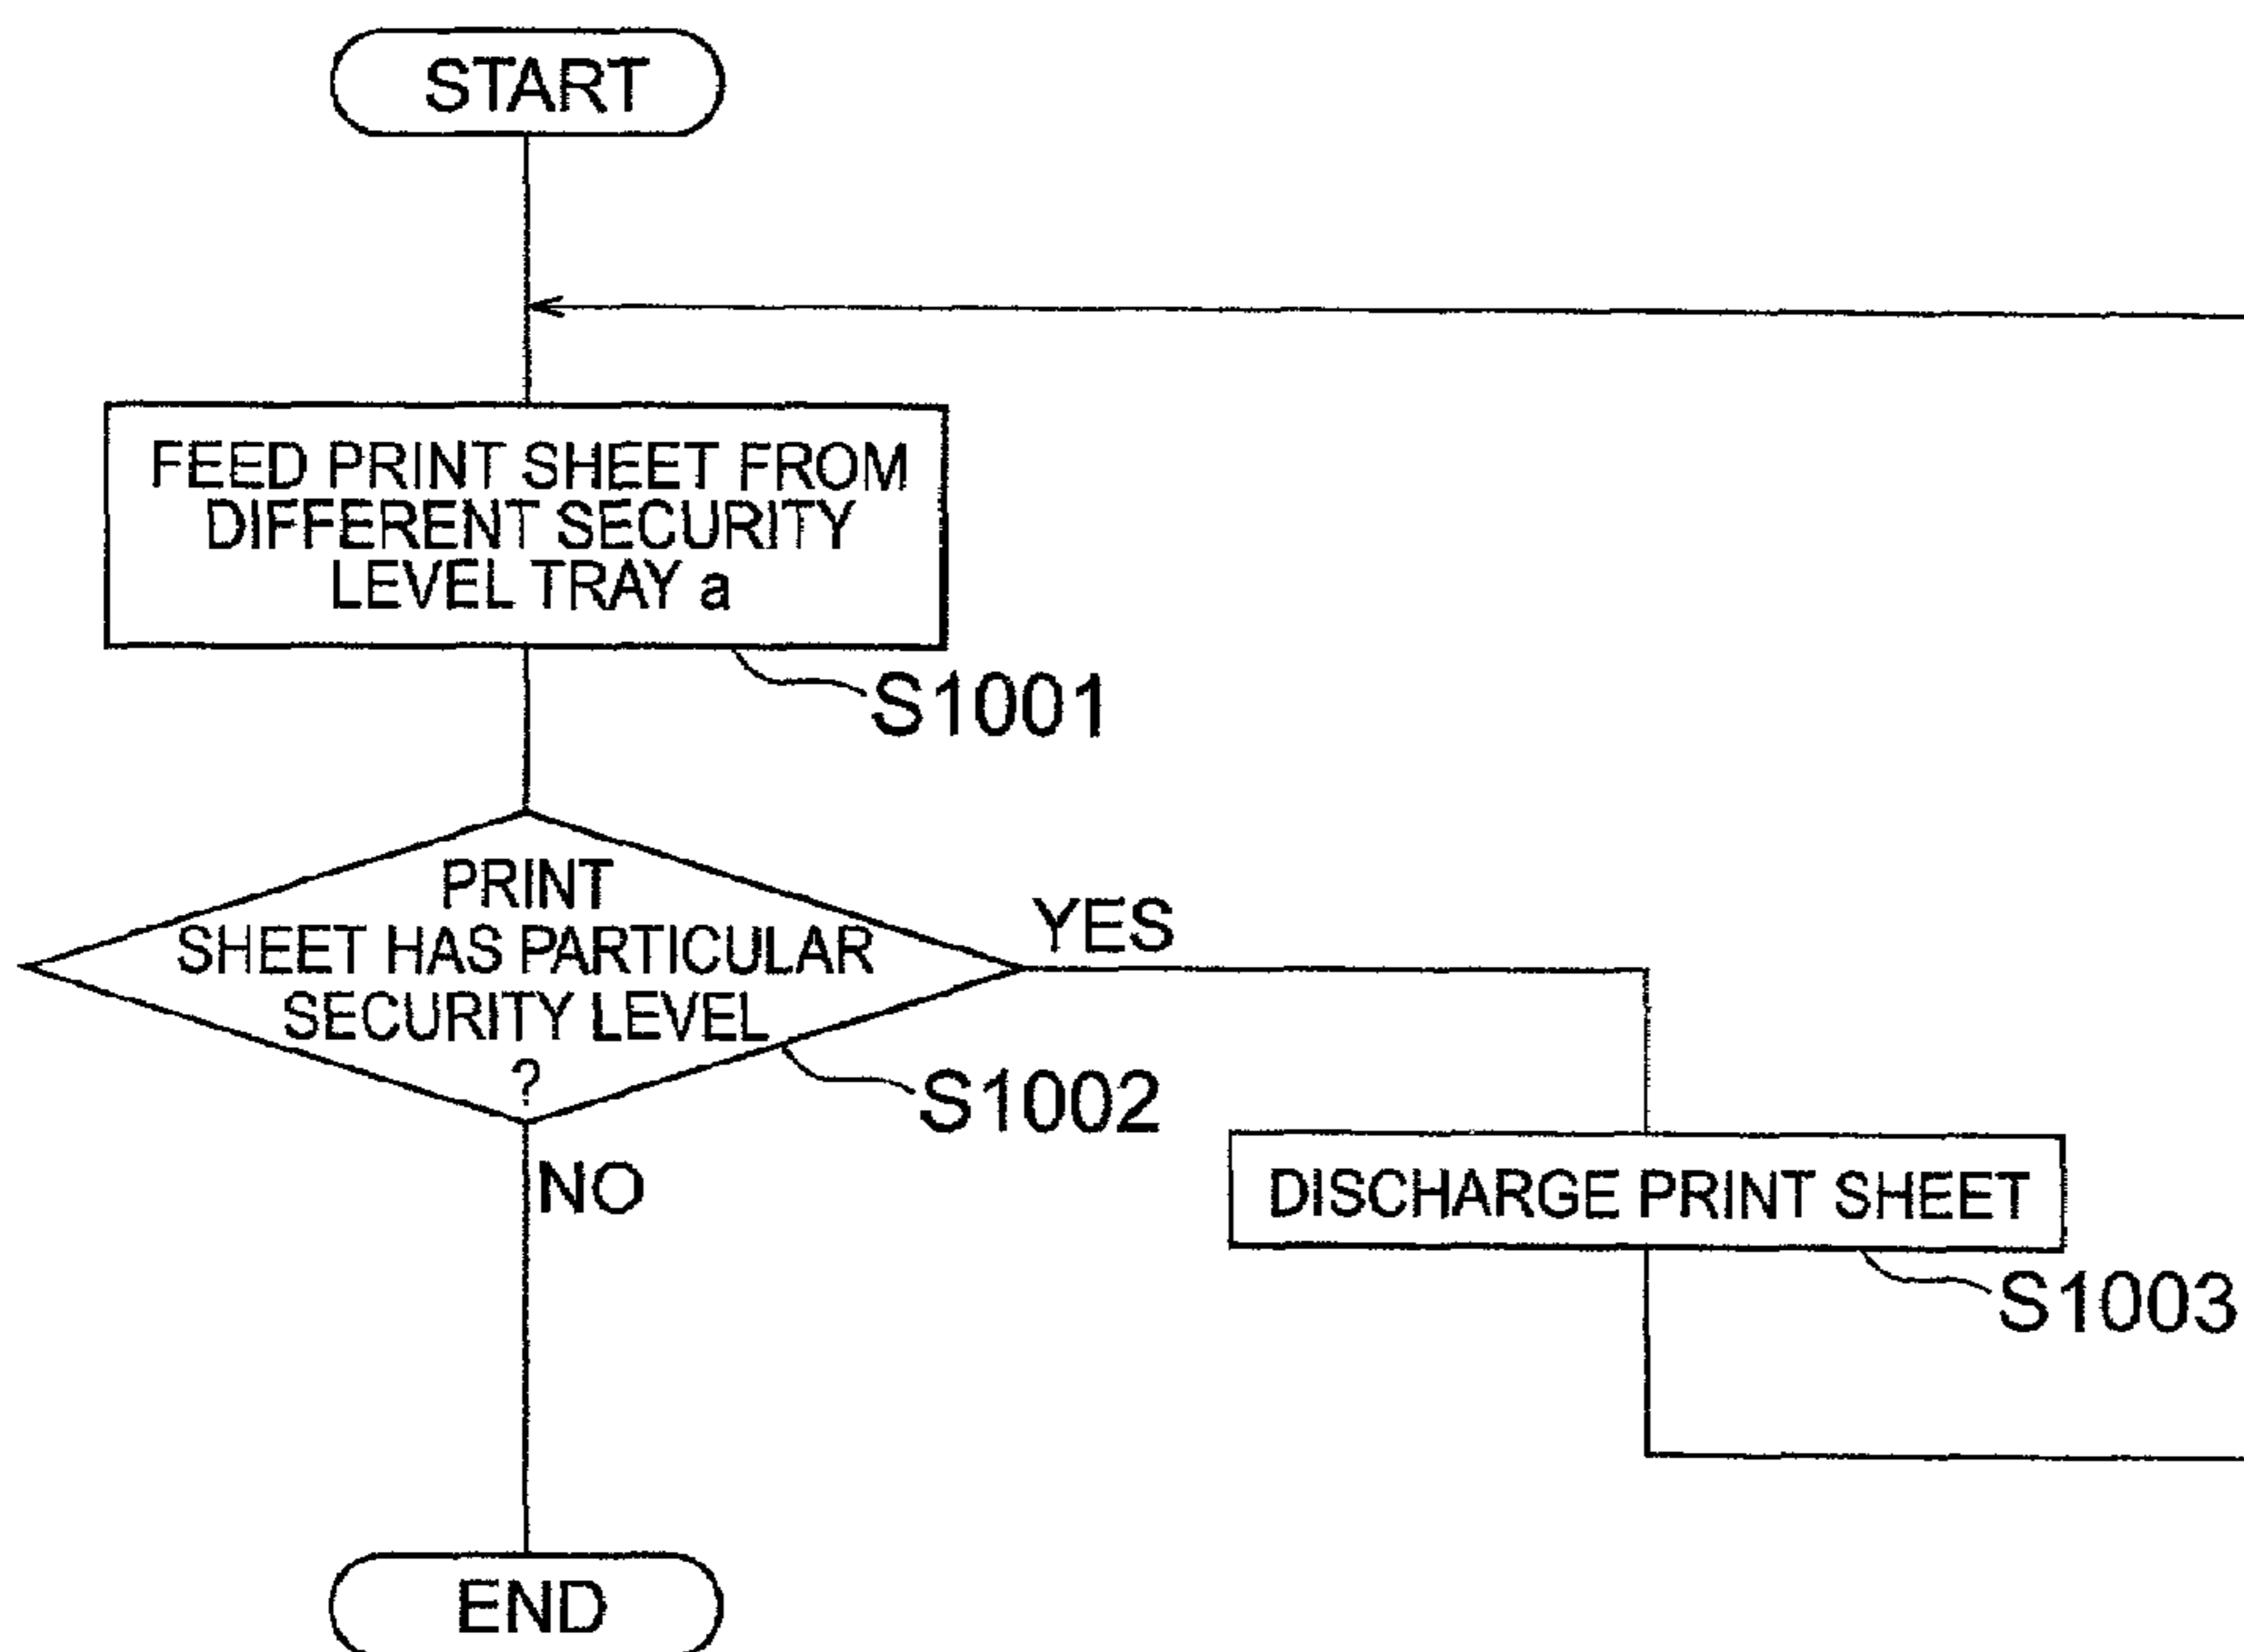 START
FEED PRINT SHEET FROM
DIFFERENT SECURITY
LEVEL TRAY a
S1001
PRINT
SHEET HAS PARTICULAR
SECURITY LEVEL
?
YES
S1002
NO
DISCHARGE PRINT SHEET
S1003
END